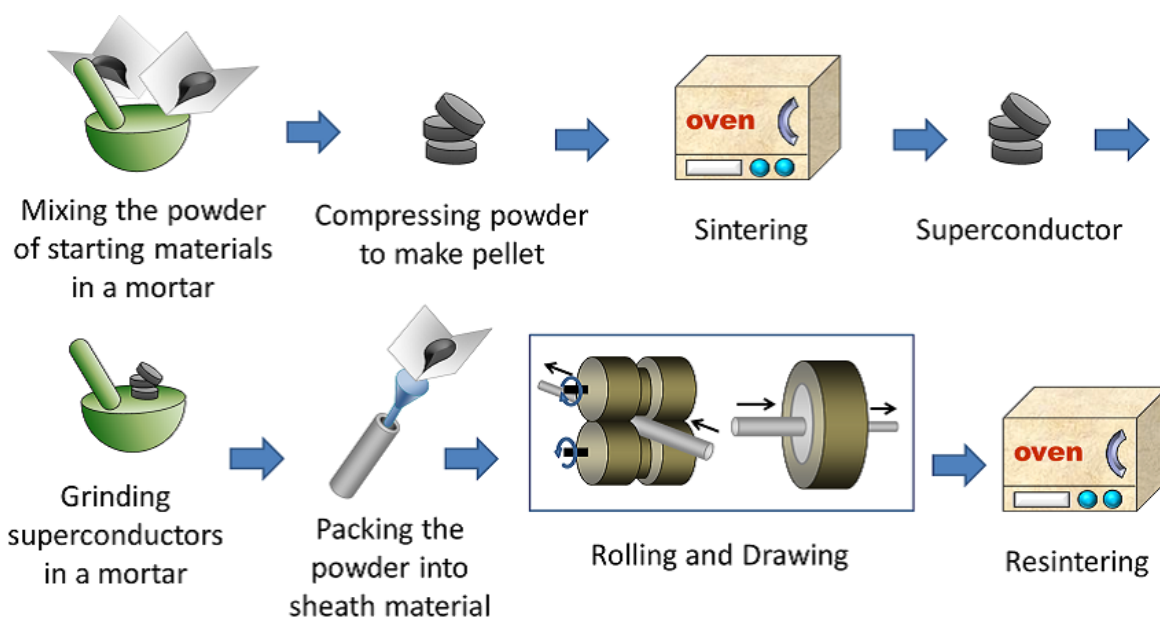 oven
Mixing the powder
of starting materials
in a mortar
Compressing powder
to make pellet
Sintering
Superconductor
oven
Grinding
superconductors
in a mortar
Packing the
powder into
sheath material
Rolling and Drawing
Resintering